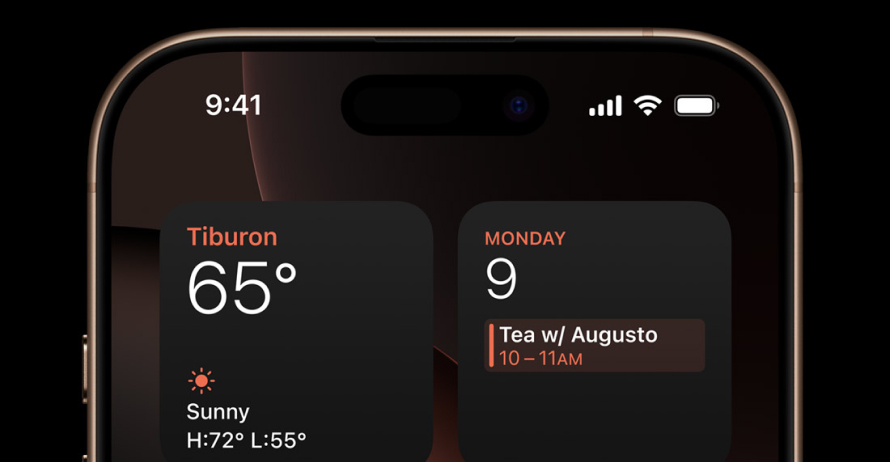 9:41
Tiburon
65°
Sunny
H:72° L:55°
MONDAY
9
Tea w/ Augusto
10 – 11AM